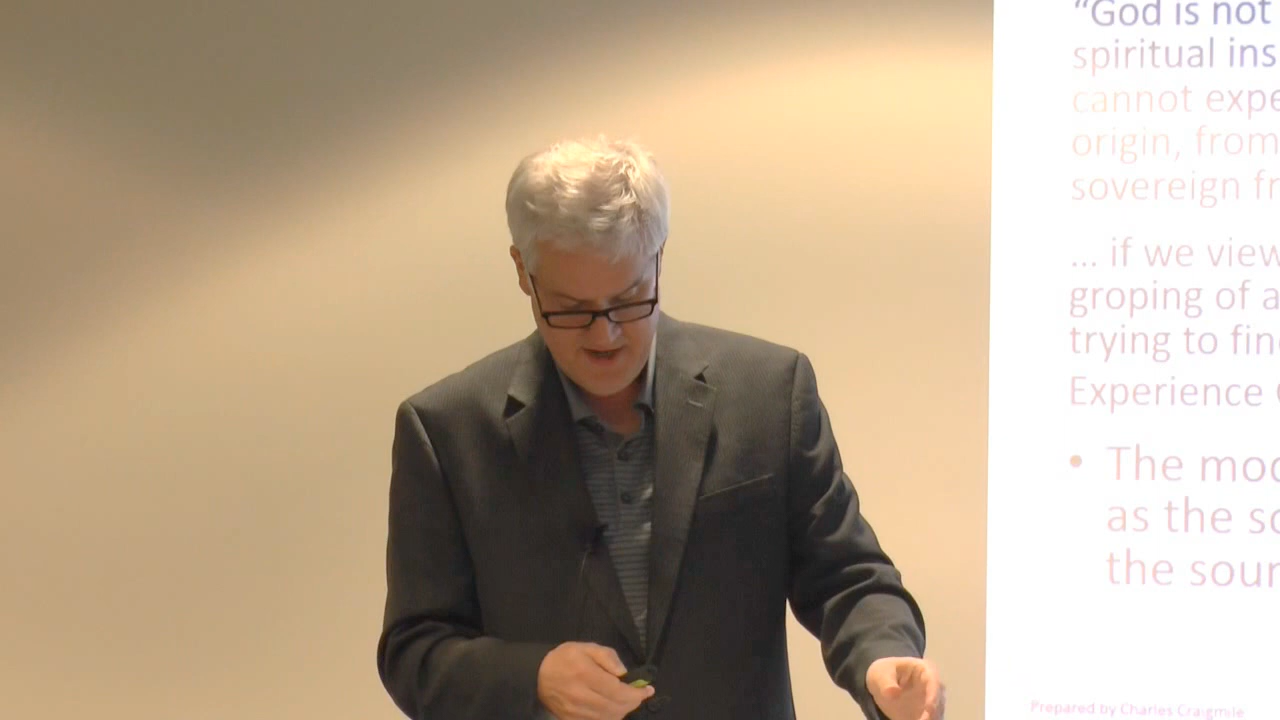 “God is not
spiritual ins
cannot expe
origin, from
sovereign fr
... if we view
groping of a
trying to fin
Experience
• The mod
as the so
the sour
Prepared by Charles Craigmile